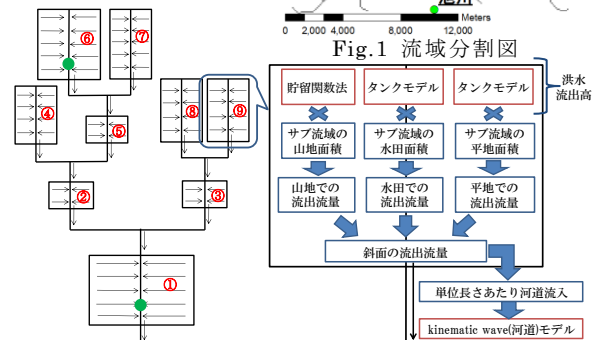 Meters
0 2,000 4,000 8,000 12,000
Fig.1 流域分割図
⑥
⑦
④
⑤
⑧
⑨
②
③
①
貯留関数法
タンクモデル
タンクモデル
洪水
流出高
サブ流域の
山地面積
サブ流域の
水田面積
サブ流域の
平地面積
山地での
流出流量
水田での
流出流量
平地での
流出流量
斜面の流出流量
単位長さあたり河道流入
kinematic wave(河道)モデル